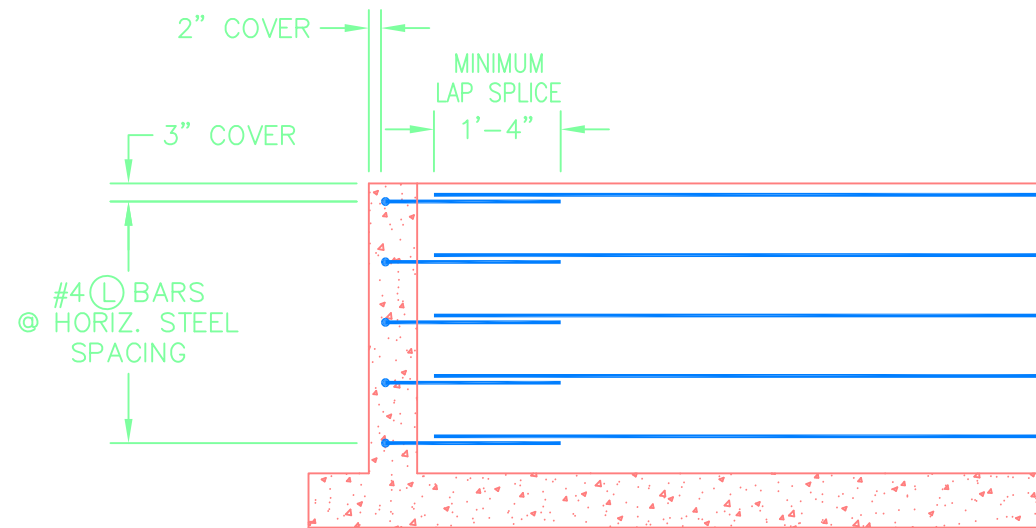 2” COVER
MINIMUM
LAP SPLICE
1’-4”
3” COVER
#4 L BARS
@ HORIZ. STEEL
SPACING